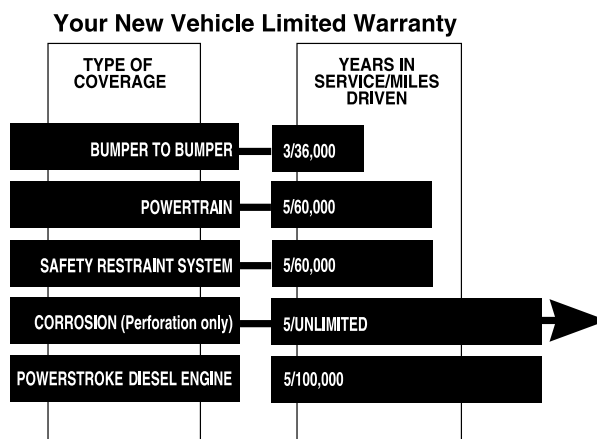 Your New Vehicle Limited Warranty
TYPE OF
COVERAGE
YEARS IN
SERVICE/MILES
DRIVEN
BUMPER TO BUMPER
3/36,000
POWERTRAIN
5/60,000
SAFETY RESTRAINT SYSTEM
5/60,000
CORROSION (Perforation only)
5/UNLIMITED
POWERSTROKE DIESEL ENGINE
5/100,000